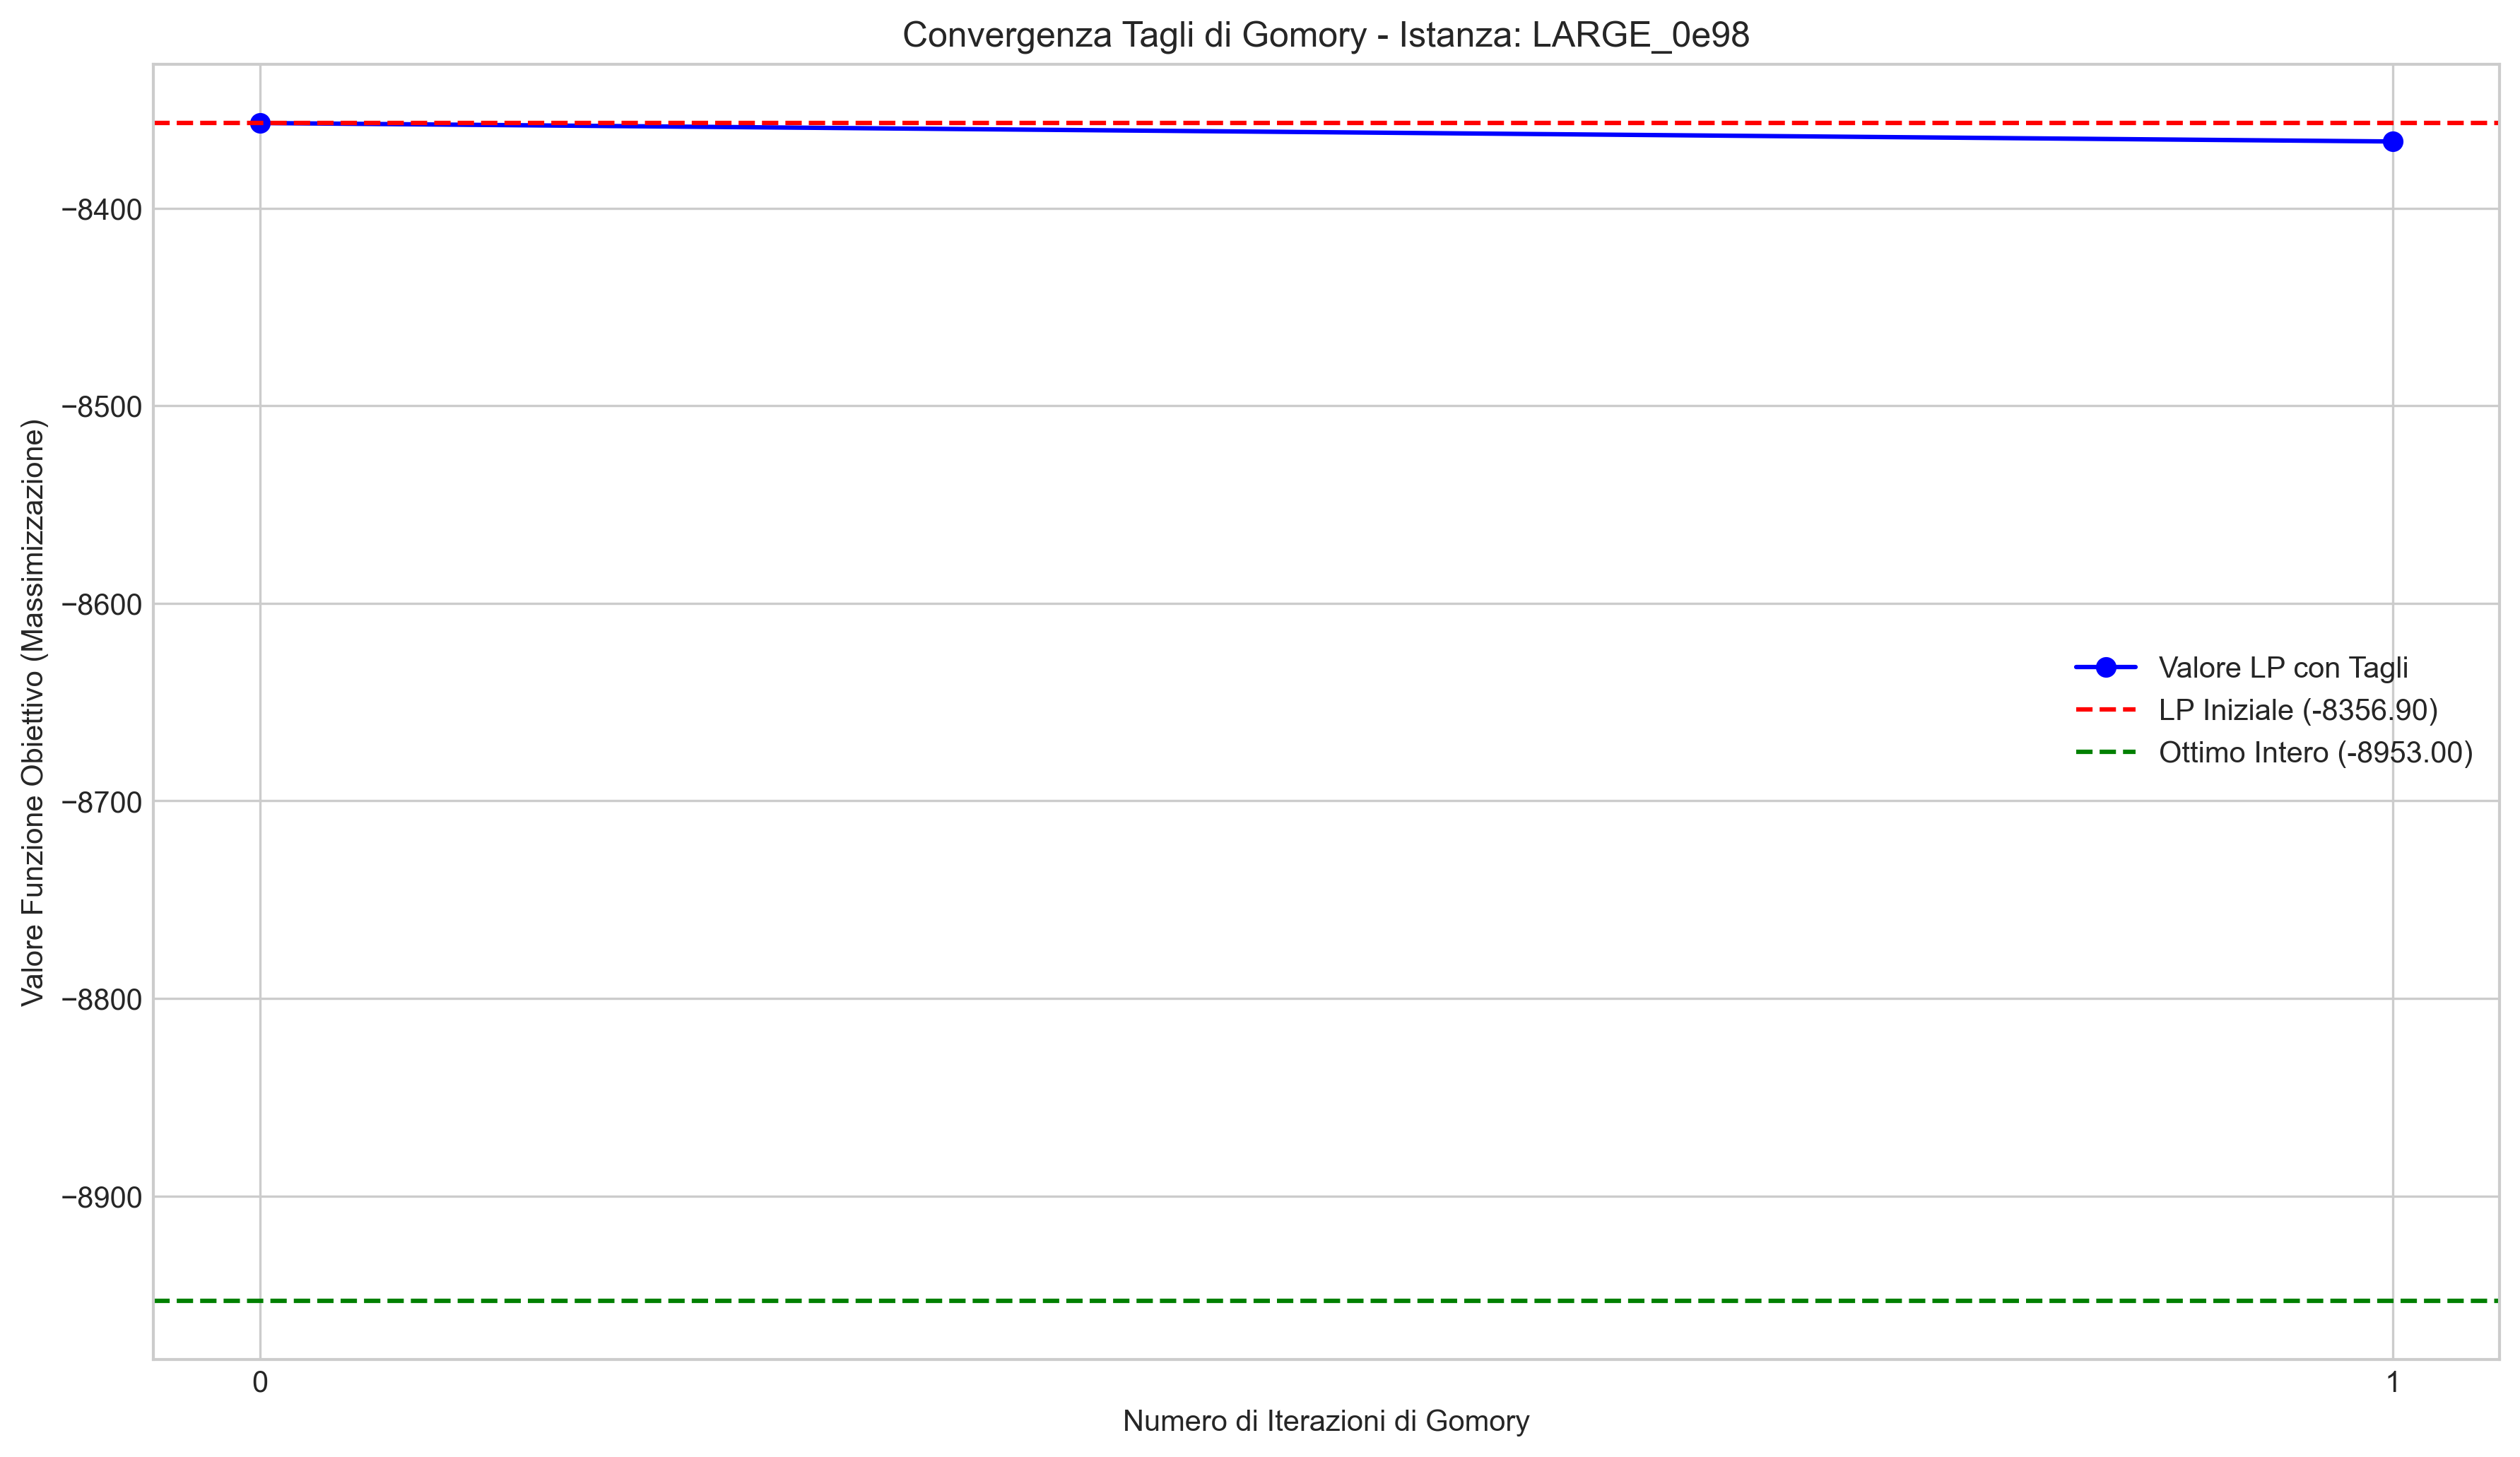 Convergenza Tagli di Gomory - Istanza: LARGE_0e98
Valore Funzione Obiettivo (Massimizzazione)
−8400
−8500
−8600
−8700
−8800
−8900
Valore LP con Tagli
LP Iniziale (-8356.90)
Ottimo Intero (-8953.00)
0
1
Numero di Iterazioni di Gomory